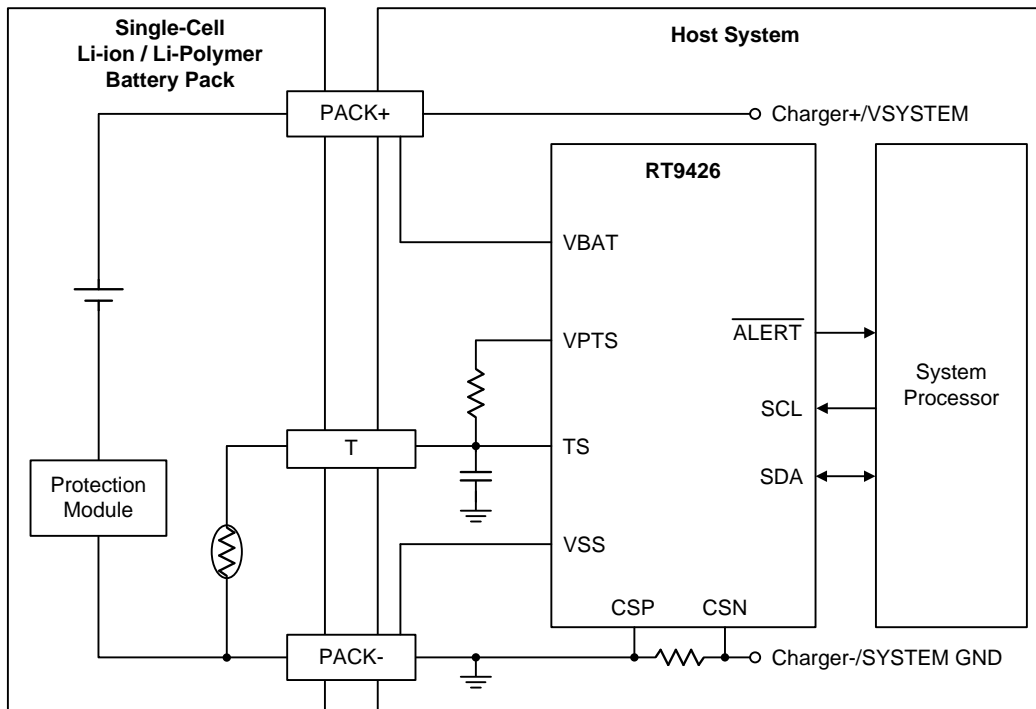 Single-Cell
Li-ion / Li-Polymer
Battery Pack
Host System
PACK+
Charger+/VSYSTEM
RT9426
VBAT
VPTS
ALERT
System
Processor
SCL
T
TS
SDA
Protection
Module
VSS
CSP
CSN
PACK-
Charger-/SYSTEM GND